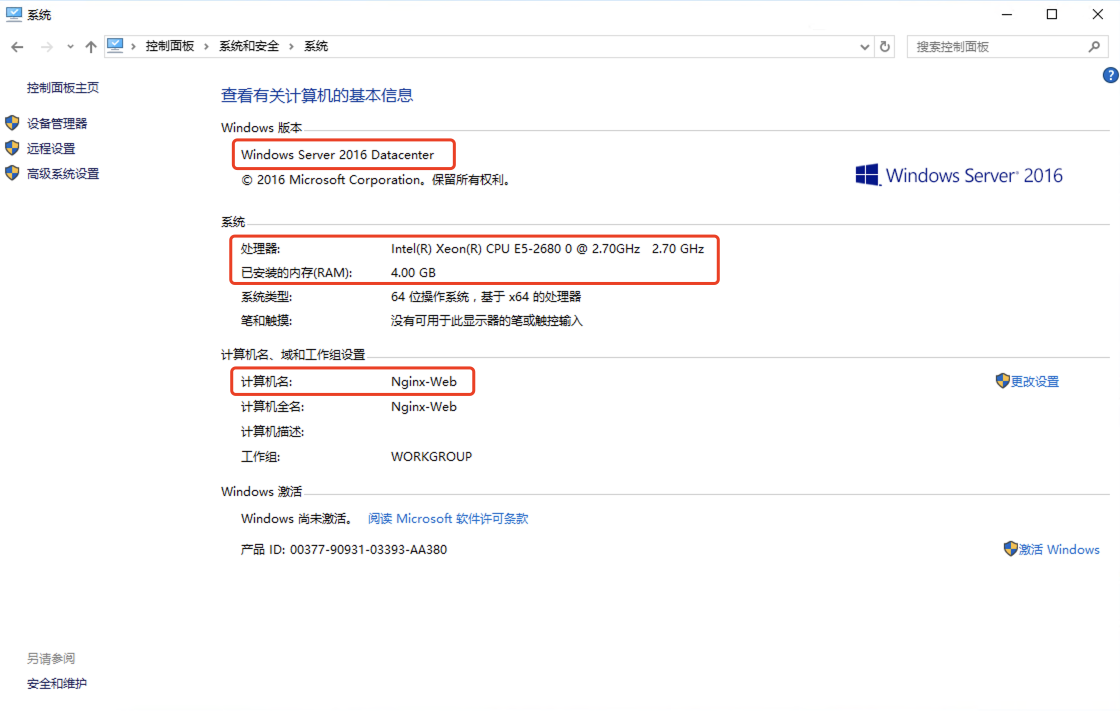 系统
控制面板 › 系统和安全 › 系统
搜索控制面板
控制面板主页
设备管理器
远程设置
高级系统设置
?
查看有关计算机的基本信息
Windows 版本
Windows Server 2016 Datacenter
© 2016 Microsoft Corporation。保留所有权利。
Windows Server® 2016
系统
处理器: Intel(R) Xeon(R) CPU E5-2680 0 @ 2.70GHz 2.70 GHz
已安装的内存(RAM): 4.00 GB
系统类型: 64 位操作系统，基于 x64 的处理器
笔和触摸: 没有可用于此显示器的笔或触控输入
计算机名、域和工作组设置
计算机名: Nginx-Web
更改设置
计算机全名: Nginx-Web
计算机描述:
工作组: WORKGROUP
Windows 激活
Windows 尚未激活。 阅读 Microsoft 软件许可条款
产品 ID: 00377-90931-03393-AA380
激活 Windows
另请参阅
安全和维护